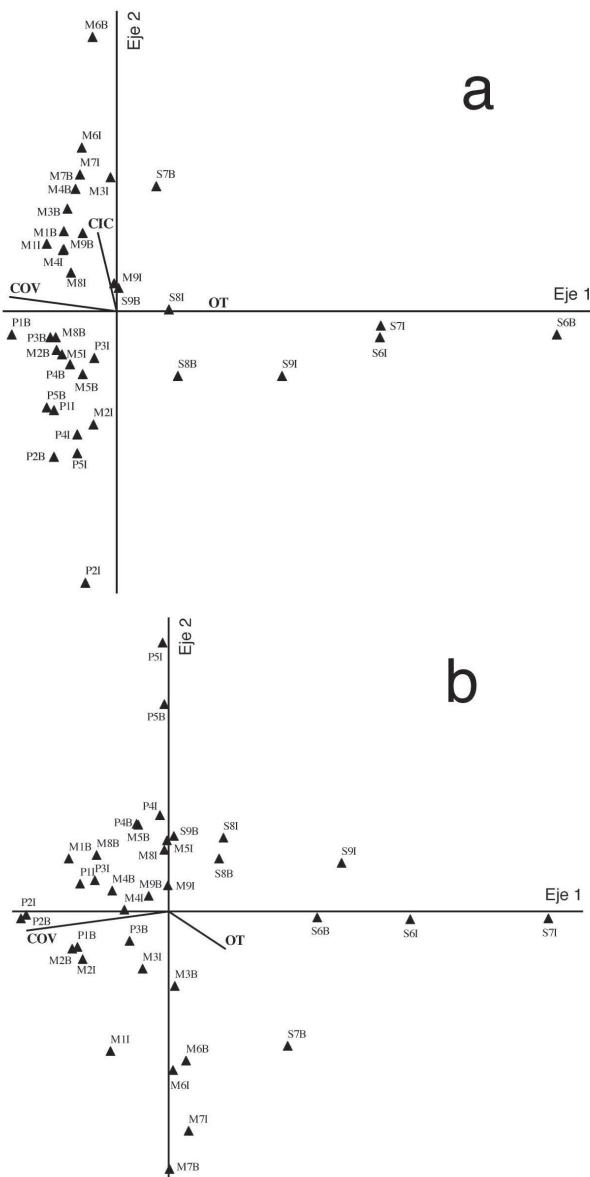 M6B
Eje 2
a
M6I
M7I
M7B
S7B
M4B
M3I
M3B
CIC
M1B
M1I
M9B
M4I
M8I
M9I
COV
S9B
S8I
OT
Eje 1
P1B
P3B
M8B
S7I
S6B
M2B
M5I
P3I
S6I
P4B
M5B
S8B
S9I
P5B
P1I
M2I
P4I
P2B
P5I
P2I
Eje 2
P5I
b
P5B
P4I
P4B
M5B
S9B
S8I
M1B
M8B
M8I
M5I
S9I
S8B
P1I
P3I
M4B
M9B
M9I
Eje 1
P2I
M4I
P2B
COV
P1B
P3B
OT
S6B
S6I
S7I
M2B
M2I
M3I
M3B
M1I
S7B
M6B
M6I
M7I
M7B